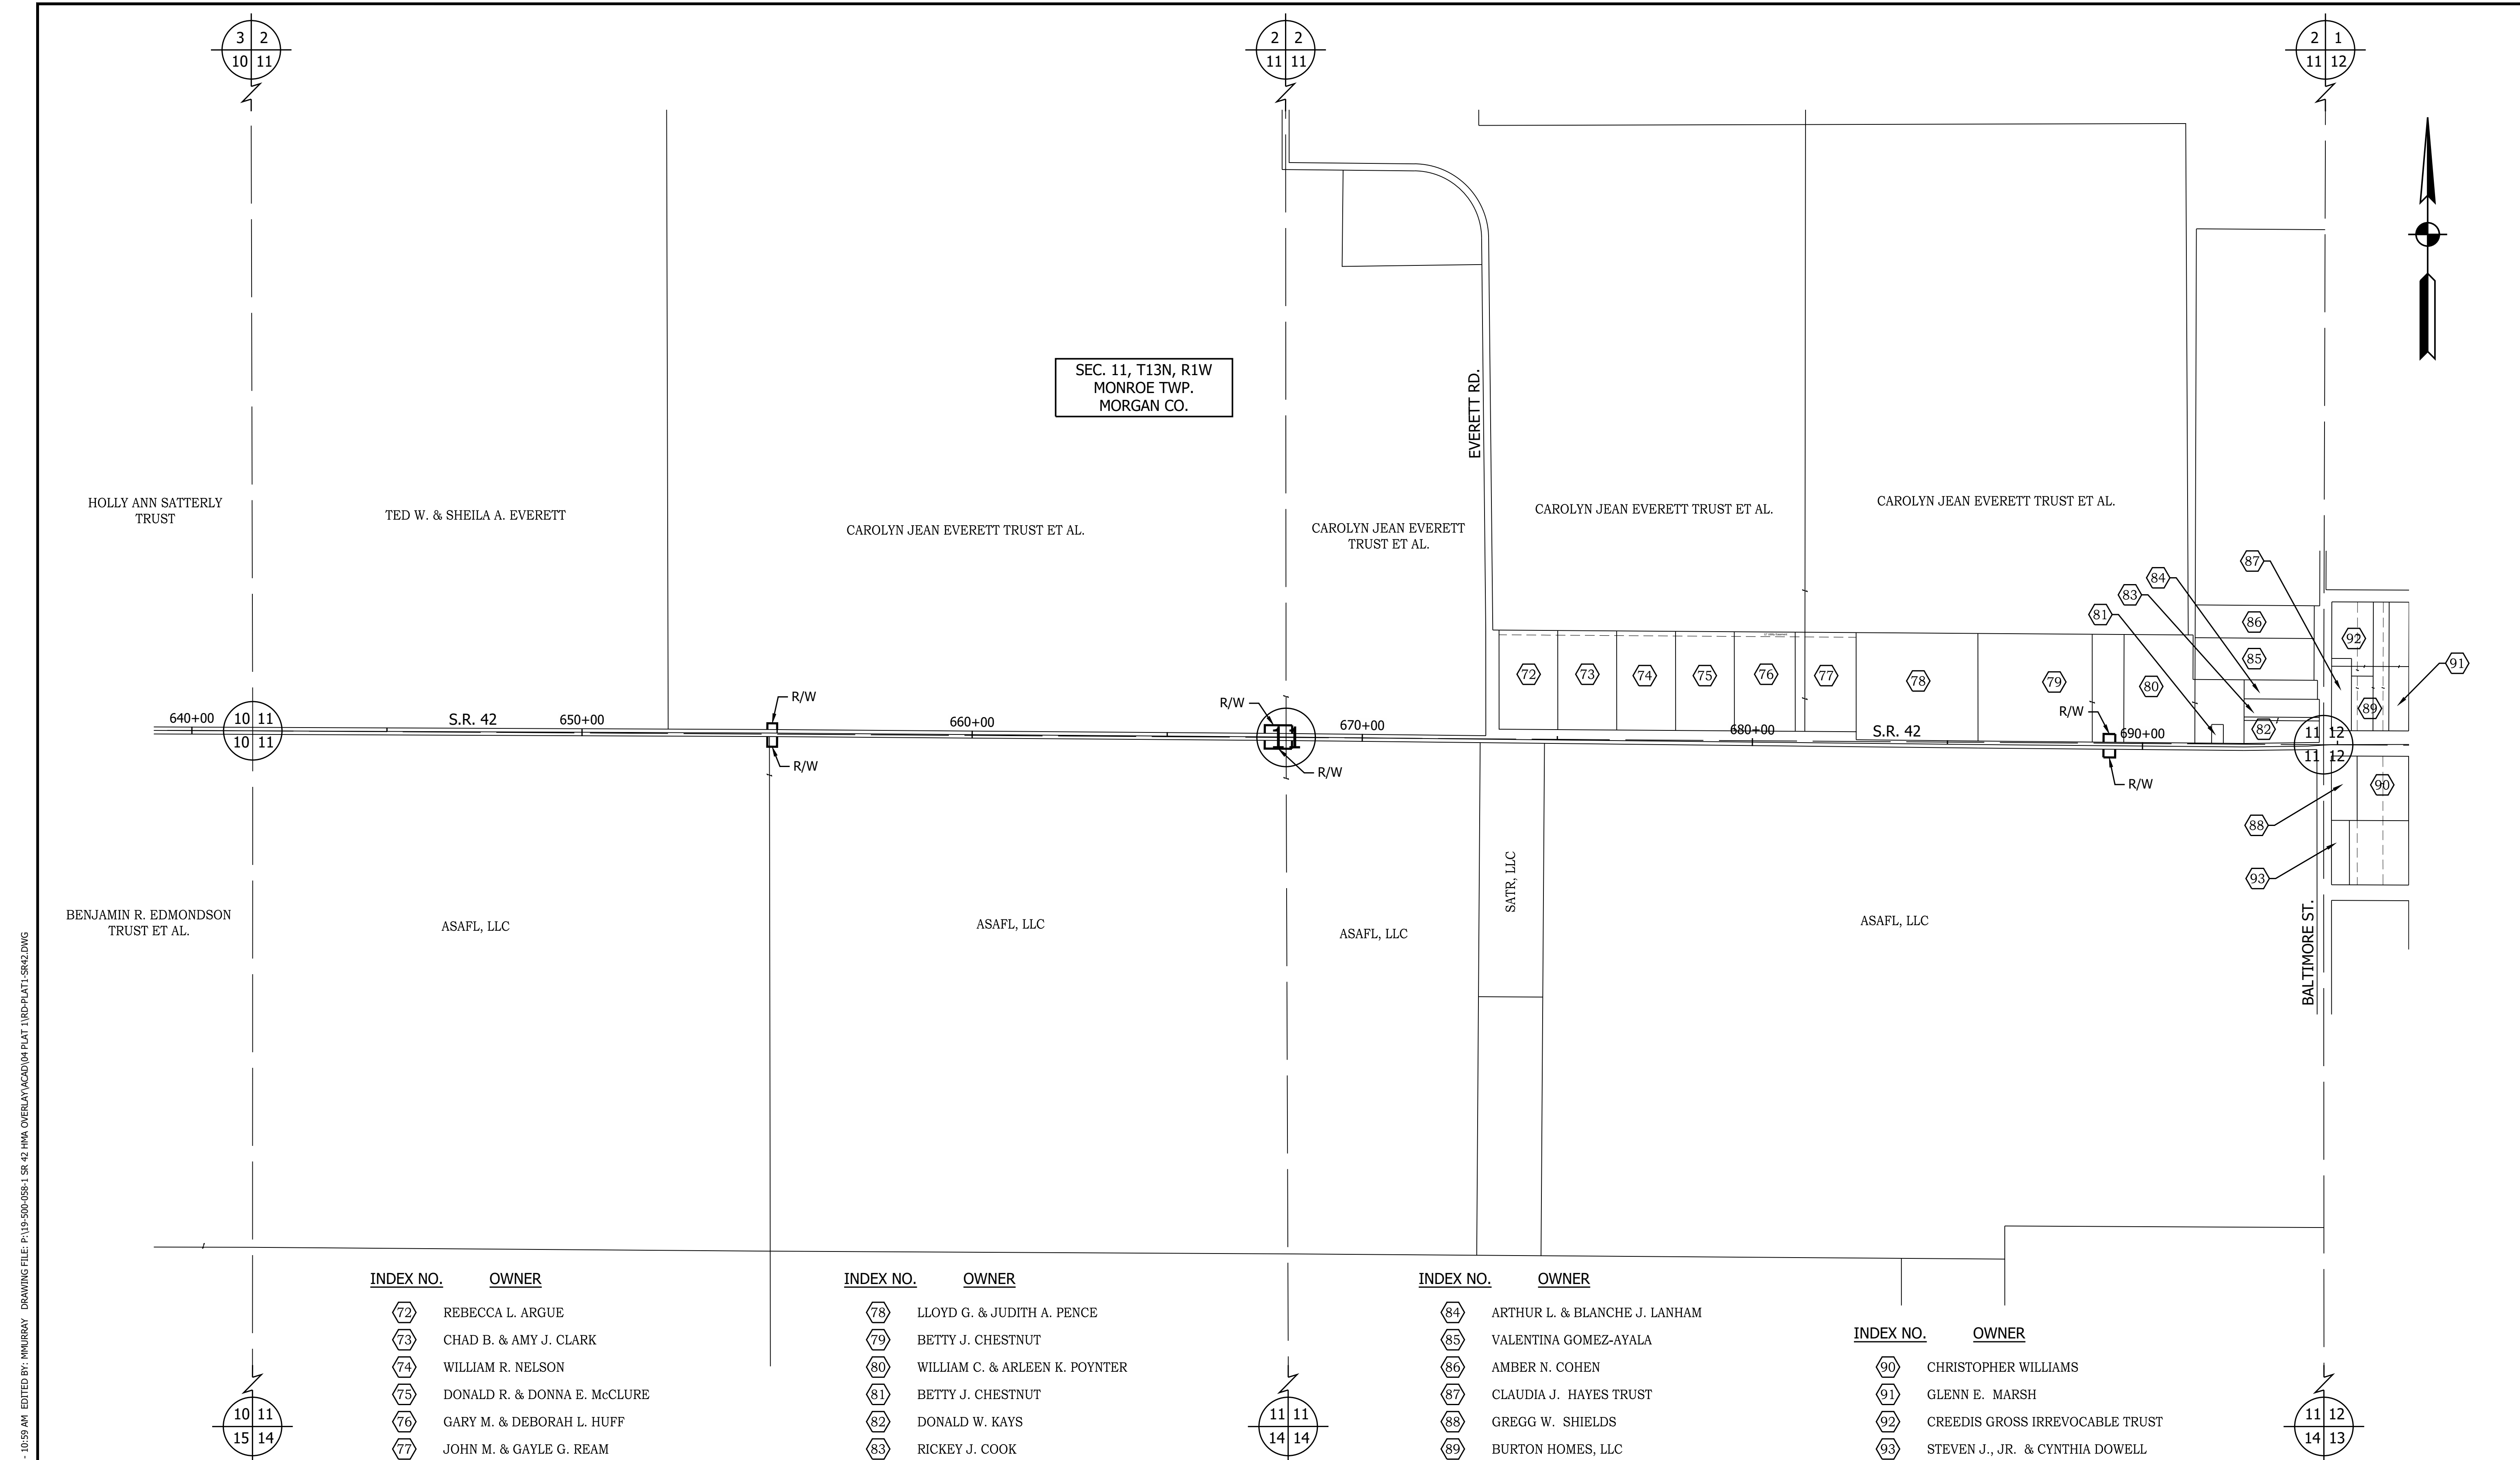 3 2
10 11
2 2
11 11
2 1
11 12
SEC. 11, T13N, R1W
MONROE TWP.
MORGAN CO.
EVERETT RD.
HOLLY ANN SATTERLY
TRUST
TED W. & SHEILA A. EVERETT
CAROLYN JEAN EVERETT TRUST ET AL.
CAROLYN JEAN EVERETT
TRUST ET AL.
CAROLYN JEAN EVERETT TRUST ET AL.
CAROLYN JEAN EVERETT TRUST ET AL.
87
84
83
81
86
92
85
91
72
73
74
75
76
77
78
79
80
89
82
R/W
R/W
R/W
640+00
10 11
10 11
S.R. 42
650+00
660+00
670+00
680+00
S.R. 42
690+00
11 12
11 12
R/W
R/W
R/W
90
88
93
SATR, LLC
BENJAMIN R. EDMONDSON
TRUST ET AL.
ASAFL, LLC
ASAFL, LLC
ASAFL, LLC
ASAFL, LLC
BALTIMORE ST.
- 10:59 AM EDITED BY: MMURRAY DRAWING FILE: P:\19-500-058-1 SR 42 HMA OVERLAY\ACAD\04 PLAT 1\RD-PLAT1-SR42.DWG
INDEX NO. OWNER
72 REBECCA L. ARGUE
73 CHAD B. & AMY J. CLARK
74 WILLIAM R. NELSON
75 DONALD R. & DONNA E. McCLURE
76 GARY M. & DEBORAH L. HUFF
77 JOHN M. & GAYLE G. REAM
INDEX NO. OWNER
78 LLOYD G. & JUDITH A. PENCE
79 BETTY J. CHESTNUT
80 WILLIAM C. & ARLEEN K. POYNTER
81 BETTY J. CHESTNUT
82 DONALD W. KAYS
83 RICKEY J. COOK
INDEX NO. OWNER
84 ARTHUR L. & BLANCHE J. LANHAM
85 VALENTINA GOMEZ-AYALA
86 AMBER N. COHEN
87 CLAUDIA J. HAYES TRUST
88 GREGG W. SHIELDS
89 BURTON HOMES, LLC
INDEX NO. OWNER
90 CHRISTOPHER WILLIAMS
91 GLENN E. MARSH
92 CREEDIS GROSS IRREVOCABLE TRUST
93 STEVEN J., JR. & CYNTHIA DOWELL
10 11
15 14
11 11
14 14
11 12
14 13